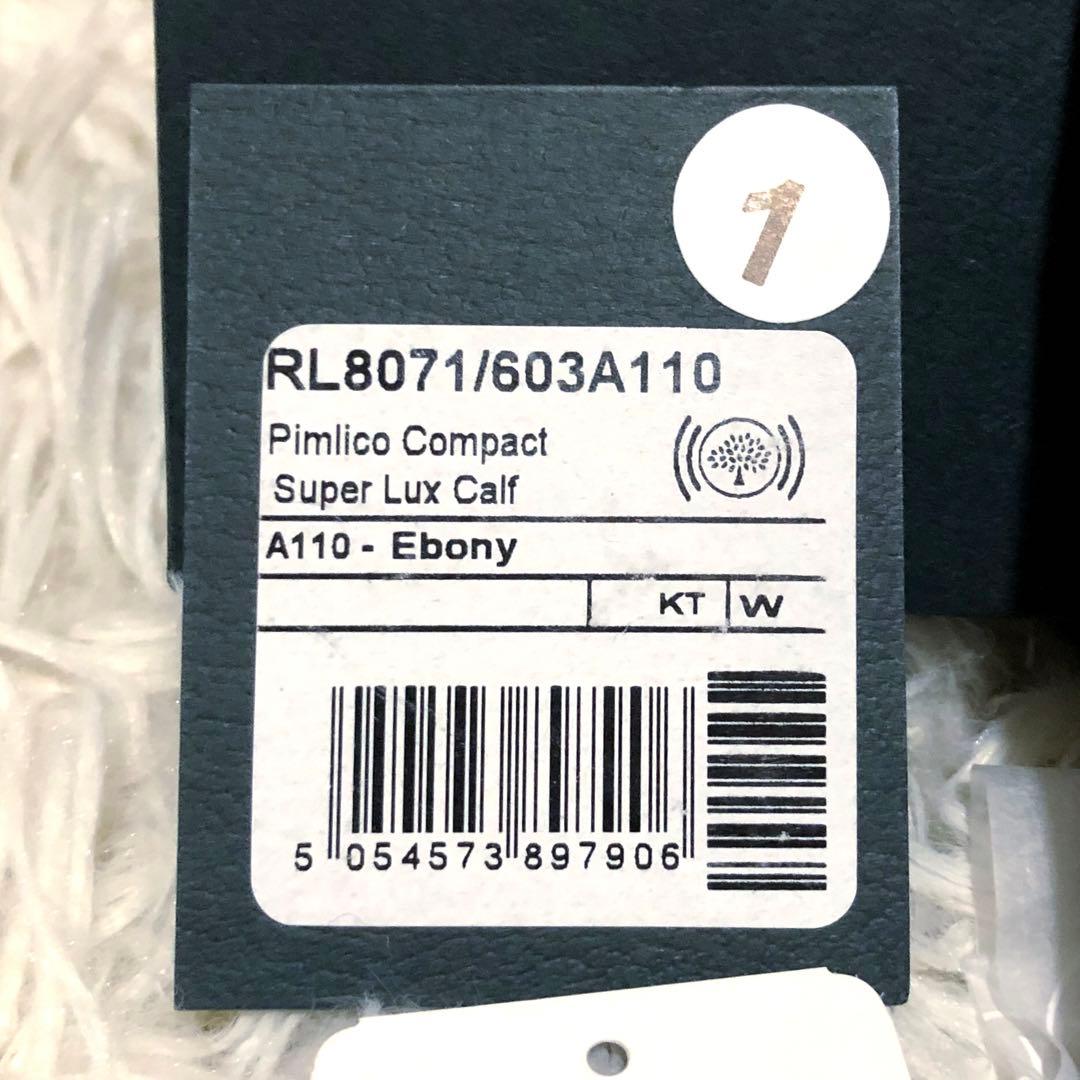 1
RL8071/603A110
Pimlico Compact
Super Lux Calf
A110 - Ebony
KT W
5 054573 897906